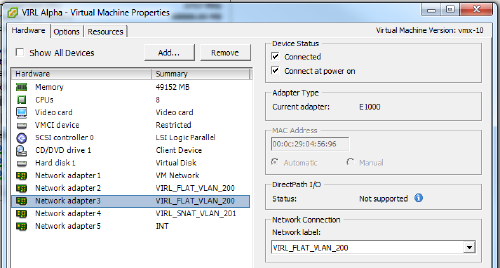 VIRL Alpha - Virtual Machine Properties
Hardware Options Resources
Virtual Machine Version: vmx-10
Show All Devices
Add...
Remove
Hardware Summary
Memory 49152 MB
CPUs 8
Video card Video card
VMCI device Restricted
SCSI controller 0 LSI Logic Parallel
CD/DVD drive 1 Client Device
Hard disk 1 Virtual Disk
Network adapter 1 VM Network
Network adapter 2 VIRL_FLAT_VLAN_200
Network adapter 3 VIRL_FLAT_VLAN_200
Network adapter 4 VIRL_SNAT_VLAN_201
Network adapter 5 INT
Device Status
Connected
Connect at power on
Adapter Type
Current adapter: E1000
MAC Address
00:0c:29:04:56:96
Automatic Manual
DirectPath I/O
Status: Not supported
Network Connection
Network label:
VIRL_FLAT_VLAN_200